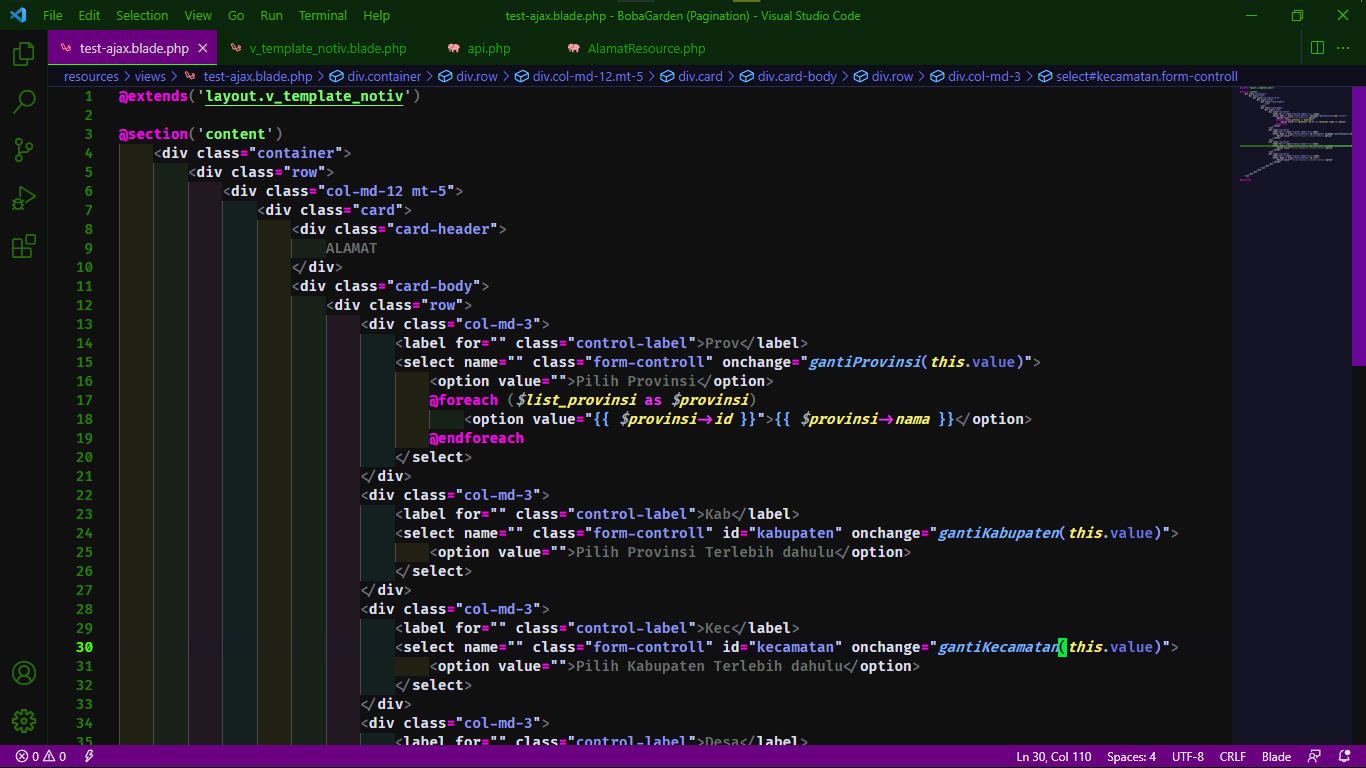 File Edit Selection View Go Run Terminal Help test-ajax.blade.php - BobaGarden (Pagination) - Visual Studio Code
test-ajax.blade.php v_template_notiv.blade.php api.php AlamatResource.php
resources > views > test-ajax.blade.php > div.container > div.row > div.col-md-12.mt-5 > div.card > div.card-body > div.row > div.col-md-3 > select#kecamatan.form-controll
1 @extends('layout.v_template_notiv')
2
3 @section('content')
4 <div class="container">
5 <div class="row">
6 <div class="col-md-12 mt-5">
7 <div class="card">
8 <div class="card-header">
9 ALAMAT
10 </div>
11 <div class="card-body">
12 <div class="row">
13 <div class="col-md-3">
14 <label for="" class="control-label">Prov</label>
15 <select name="" class="form-controll" onchange="gantiProvinsi(this.value)">
16 <option value="">Pilih Provinsi</option>
17 @foreach ($list_provinsi as $provinsi)
18 <option value="{{ $provinsi->id }}">{{ $provinsi->nama }}</option>
19 @endforeach
20 </select>
21 </div>
22 <div class="col-md-3">
23 <label for="" class="control-label">Kab</label>
24 <select name="" class="form-controll" id="kabupaten" onchange="gantiKabupaten(this.value)">
25 <option value="">Pilih Provinsi Terlebih dahulu</option>
26 </select>
27 </div>
28 <div class="col-md-3">
29 <label for="" class="control-label">Kec</label>
30 <select name="" class="form-controll" id="kecamatan" onchange="gantiKecamatan(this.value)">
31 <option value="">Pilih Kabupaten Terlebih dahulu</option>
32 </select>
33 </div>
34 <div class="col-md-3">
35 <label for="" class="control-label">Desa</label>
0 0 Ln 30, Col 110 Spaces: 4 UTF-8 CRLF Blade